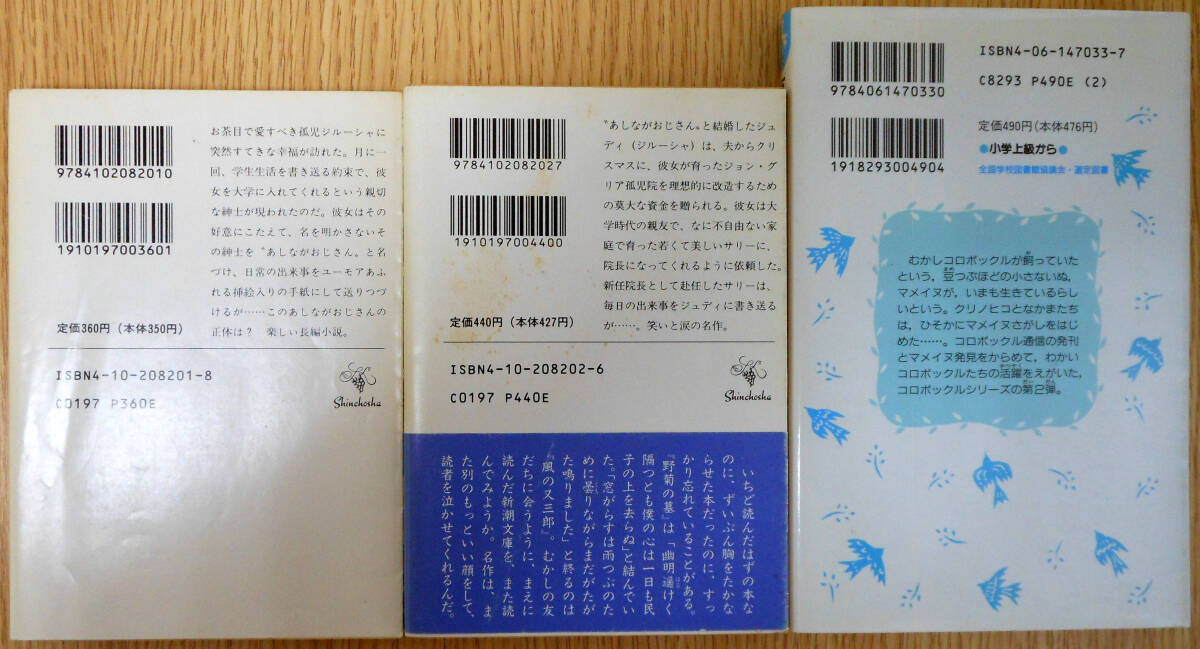 9784102082010
1910197003601
お茶目で愛すべき孤児ジルーシャに
突然すてきな幸福が訪れた。月に一
回、学生生活を書き送る約束で、彼
女を大学に入れてくれるという親切
な紳士が現われたのだ。彼女はその
好意にこたえて、名を明かさないそ
の紳士を〝あしながおじさん〟と名
づけ、日常の出来事をユーモアあふ
れる挿絵入りの手紙にして送りつづ
けるが……このあしながおじさんの
正体は？　楽しい長編小説。
定価360円（本体350円）
ISBN4-10-208201-8
C0197 P360E
Shinchosha
9784102082027
1910197004400
〝あしながおじさん〟と結婚したジュ
ディ（ジルーシャ）は、夫からクリ
スマスに、彼女が育ったジョン・グ
リア孤児院を理想的に改造するため
の莫大な資金を贈られる。彼女は大
学時代の親友で、なに不自由ない家
庭で育った若くて美しいサリーに、
院長になってくれるように依頼した。
新任院長として赴任したサリーは、
毎日の出来事をジュディに書き送る
が……。笑いと涙の名作。
定価440円（本体427円）
ISBN4-10-208202-6
C0197 P440E
Shinchosha
いちど読んだはずの本な
のに、ずいぶん胸をたかな
らせた本だったのに、すっ
かり忘れていることがある。
『野菊の墓』は「幽明遥けく
隔つとも僕の心は一日も民
子の上を去らぬ」と結んでい
た。「窓がらすは雨つぶのた
めに曇りながらまだがたが
た鳴りました」と終るのは
『風の又三郎』。むかしの友
だちに会うように、まえに
読んだ新潮文庫を、また読
んでみようか。名作は、ま
た別のもっといい顔をして、
読者を泣かせてくれるんだ。
9784061470330
1918293004904
ISBN4-06-147033-7
C8293 P490E (2)
定価490円（本体476円）
●小学上級から●
全国学校図書館協議会・選定図書
むかしコロボックルが飼っていた
という、豆つぶほどの小さないぬ、
マメイヌが、いまも生きているらし
いという。クリノヒコとなかまたち
は、ひそかにマメイヌさがしをはじ
めた……。コロボックル通信の発刊
とマメイヌ発見をからめて、わかい
コロボックルたちの活躍をえがいた、
コロボックルシリーズの第2弾。